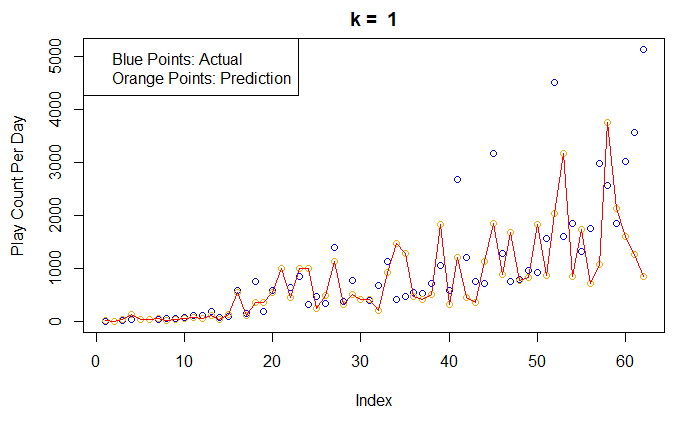 k = 1
Blue Points: Actual
Orange Points: Prediction
Play Count Per Day
5000
4000
3000
2000
1000
0
0 10 20 30 40 50 60
Index